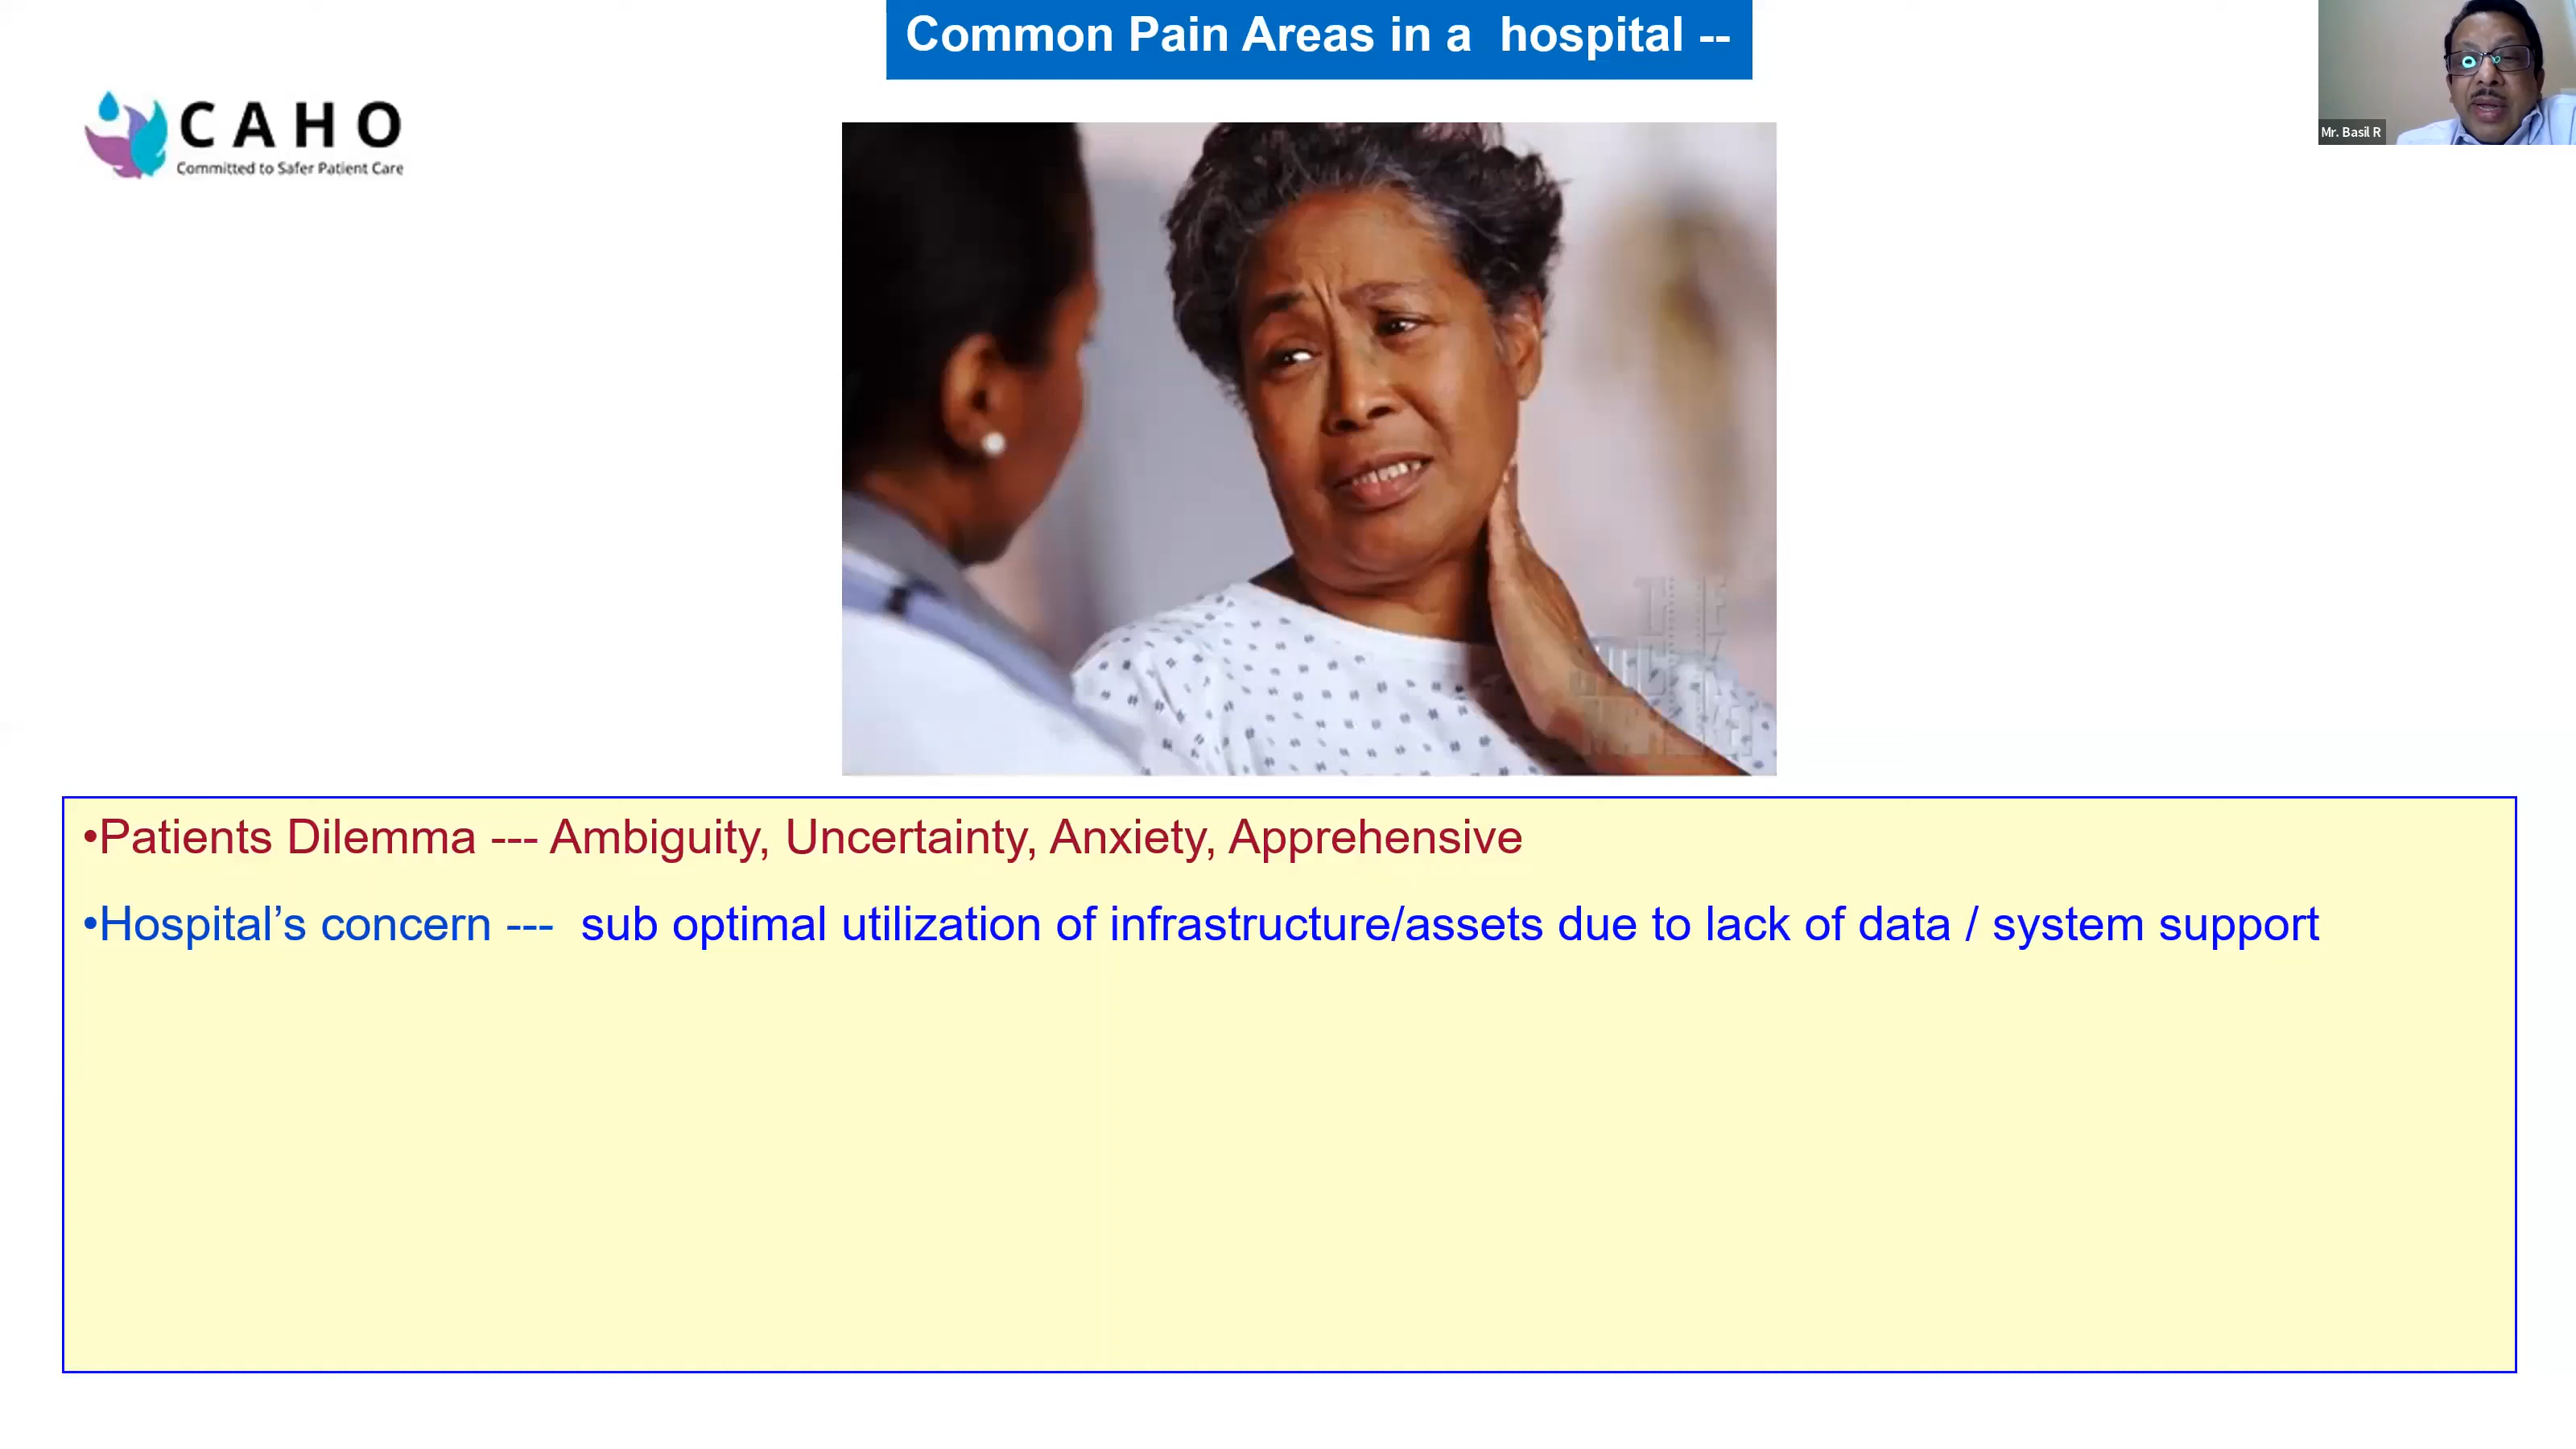 Common Pain Areas in a  hospital --
CAHO
Committed to Safer Patient Care
Mr. Basil R
•Patients Dilemma --- Ambiguity, Uncertainty, Anxiety, Apprehensive
•Hospital’s concern ---  sub optimal utilization of infrastructure/assets due to lack of data / system support